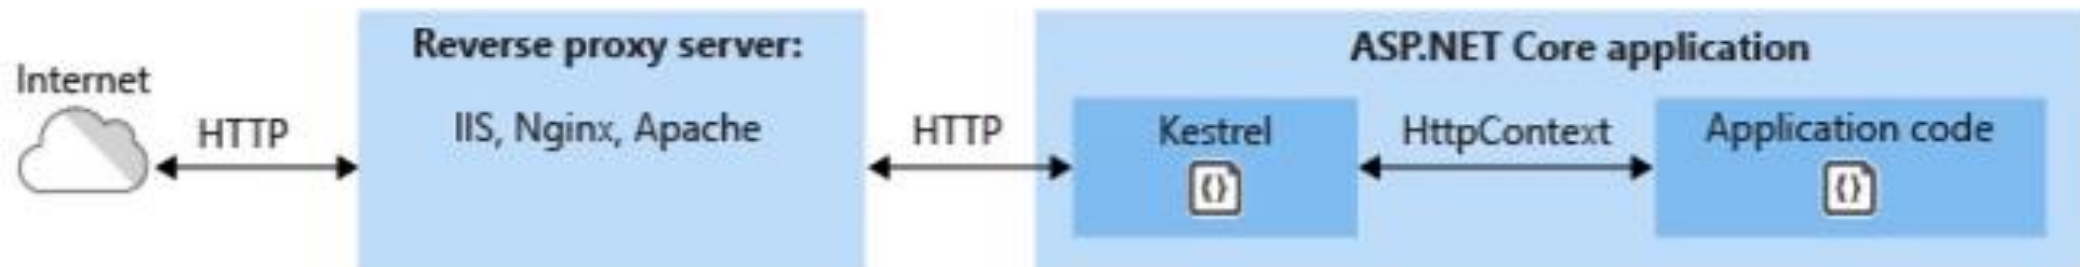 Internet
HTTP
Reverse proxy server:
IIS, Nginx, Apache
HTTP
ASP.NET Core application
Kestrel
{}
HttpContext
Application code
{}